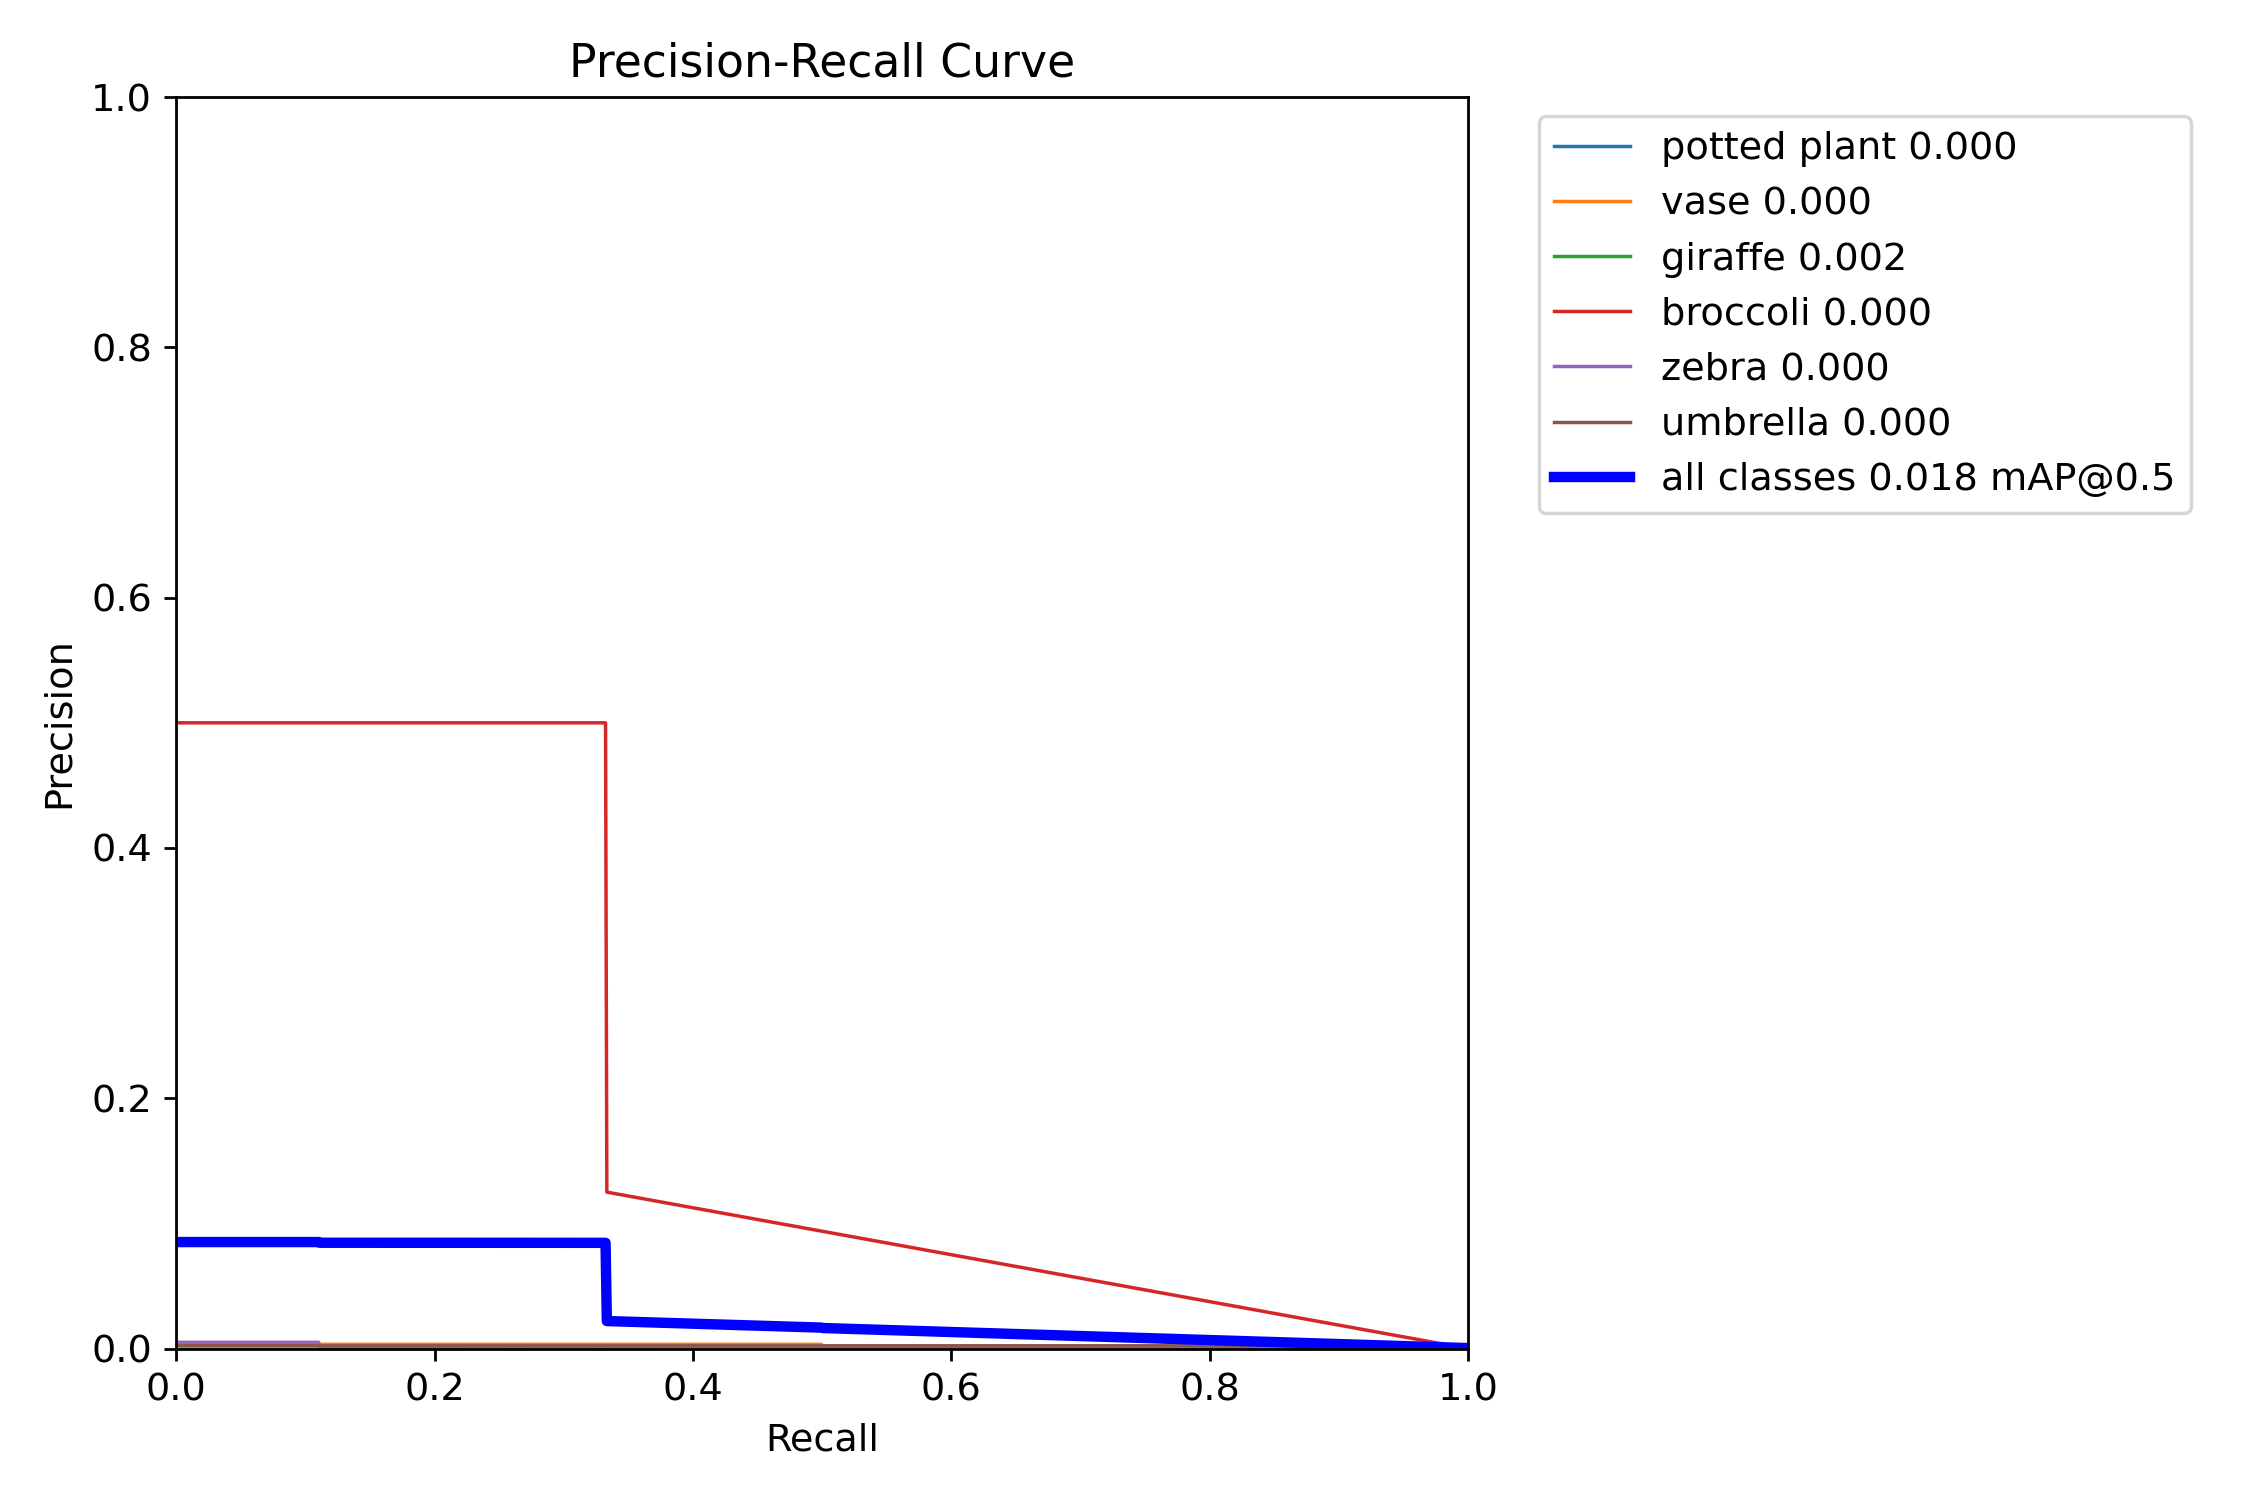 Precision-Recall Curve
1.0
0.8
0.6
0.4
0.2
0.0
Precision
0.0 0.2 0.4 0.6 0.8 1.0
Recall
potted plant 0.000
vase 0.000
giraffe 0.002
broccoli 0.000
zebra 0.000
umbrella 0.000
all classes 0.018 mAP@0.5